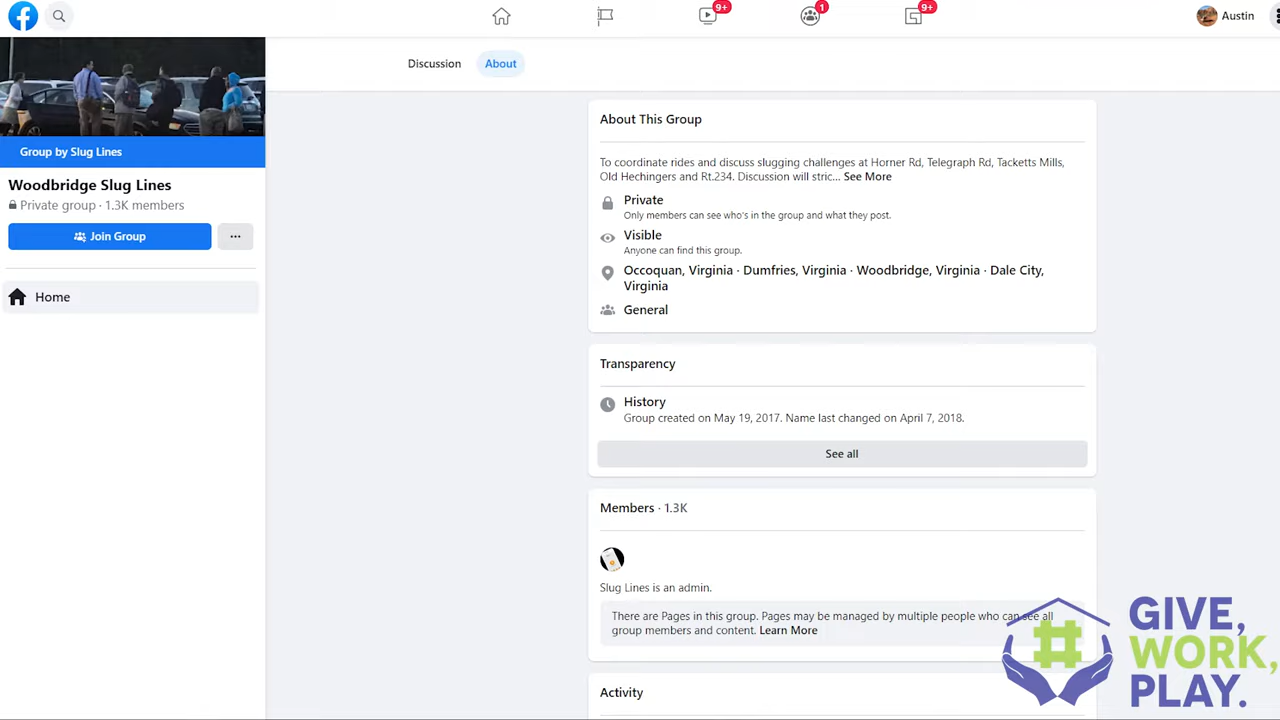 9+
1
9+
Austin
Discussion
About
Group by Slug Lines
Woodbridge Slug Lines
Private group · 1.3K members
Join Group
Home
About This Group
To coordinate rides and discuss slugging challenges at Horner Rd, Telegraph Rd, Tacketts Mills,
Old Hechingers and Rt.234. Discussion will stric... See More
Private
Only members can see who's in the group and what they post.
Visible
Anyone can find this group.
Occoquan, Virginia · Dumfries, Virginia · Woodbridge, Virginia · Dale City,
Virginia
General
Transparency
History
Group created on May 19, 2017. Name last changed on April 7, 2018.
See all
Members · 1.3K
Slug Lines is an admin.
There are Pages in this group. Pages may be managed by multiple people who can see all
group members and content. Learn More
Activity
GIVE,
WORK,
PLAY.